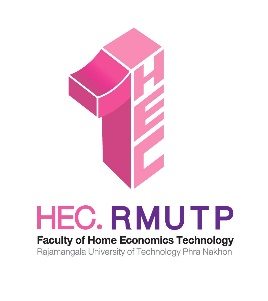 HEC
HEC. RMUTP
Faculty of Home Economics Technology
Rajamangala University of Technology Phra Nakhon